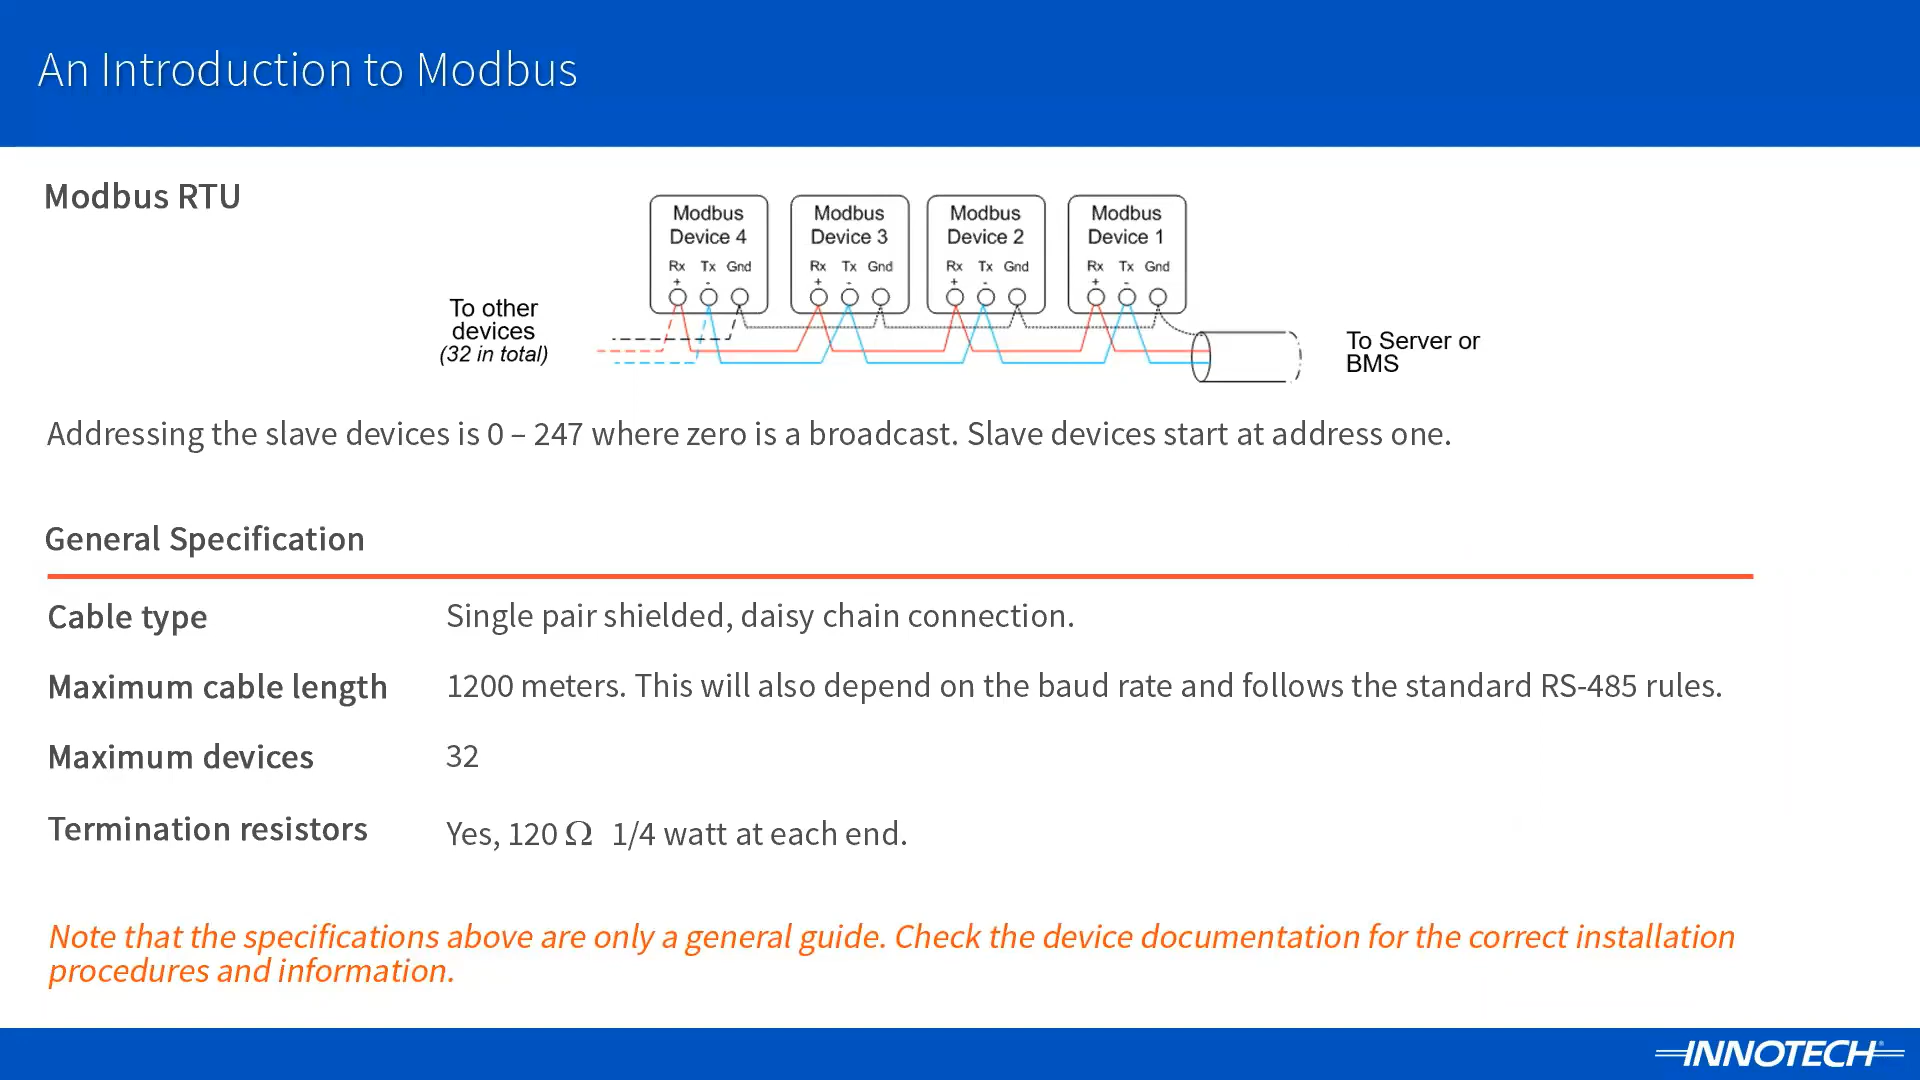 An Introduction to Modbus
Modbus RTU
Modbus
Device 4
Rx Tx Gnd
+ -
Modbus
Device 3
Rx Tx Gnd
+ -
Modbus
Device 2
Rx Tx Gnd
+ -
Modbus
Device 1
Rx Tx Gnd
+ -
To other
devices
(32 in total)
To Server or
BMS
Addressing the slave devices is 0 – 247 where zero is a broadcast. Slave devices start at address one.
General Specification
Cable type Single pair shielded, daisy chain connection.
Maximum cable length 1200 meters. This will also depend on the baud rate and follows the standard RS-485 rules.
Maximum devices 32
Termination resistors Yes, 120 Ω 1/4 watt at each end.
Note that the specifications above are only a general guide. Check the device documentation for the correct installation
procedures and information.
INNOTECH®